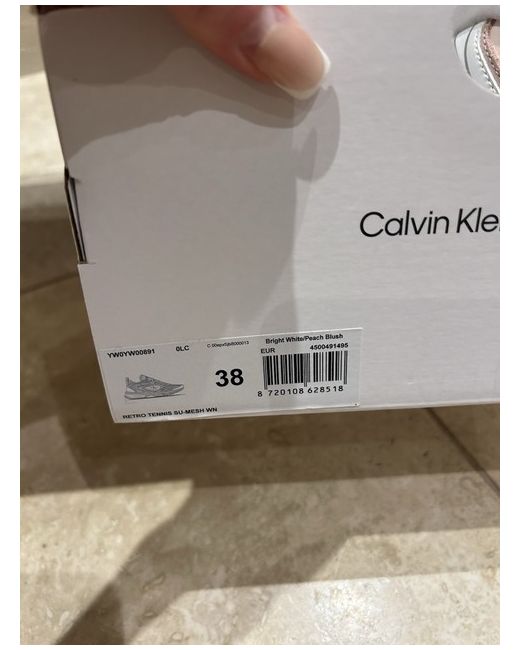 Calvin Kle
YW0YW00891 0LC
Bright White/Peach Blush
EUR 4500491495
38
8 720108 628518
RETRO TENNIS SU-MESH WN